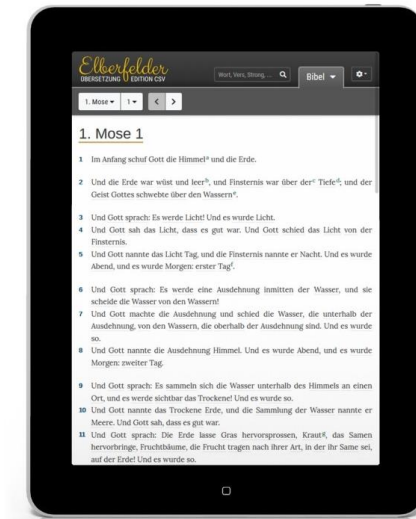 Elberfelder
ÜBERSETZUNG EDITION CSV
Wort, Vers, Strong, ...
Bibel
1. Mose
1
1. Mose 1
1 Im Anfang schuf Gott die Himmelᵃ und die Erde.
2 Und die Erde war wüst und leerᵇ, und Finsternis war über derᶜ Tiefeᵈ; und der
Geist Gottes schwebte über den Wassernᵉ.
3 Und Gott sprach: Es werde Licht! Und es wurde Licht.
4 Und Gott sah das Licht, dass es gut war. Und Gott schied das Licht von der
Finsternis.
5 Und Gott nannte das Licht Tag, und die Finsternis nannte er Nacht. Und es wurde
Abend, und es wurde Morgen: erster Tagᶠ.
6 Und Gott sprach: Es werde eine Ausdehnung inmitten der Wasser, und sie
scheide die Wasser von den Wassern!
7 Und Gott machte die Ausdehnung und schied die Wasser, die unterhalb der
Ausdehnung, von den Wassern, die oberhalb der Ausdehnung sind. Und es wurde
so.
8 Und Gott nannte die Ausdehnung Himmel. Und es wurde Abend, und es wurde
Morgen: zweiter Tag.
9 Und Gott sprach: Es sammeln sich die Wasser unterhalb des Himmels an einen
Ort, und es werde sichtbar das Trockene! Und es wurde so.
10 Und Gott nannte das Trockene Erde, und die Sammlung der Wasser nannte er
Meere. Und Gott sah, dass es gut war.
11 Und Gott sprach: Die Erde lasse Gras hervorsprossen, Krautᵍ, das Samen
hervorbringe, Fruchtbäume, die Frucht tragen nach ihrer Art, in der ihr Same sei,
auf der Erde! Und es wurde so.